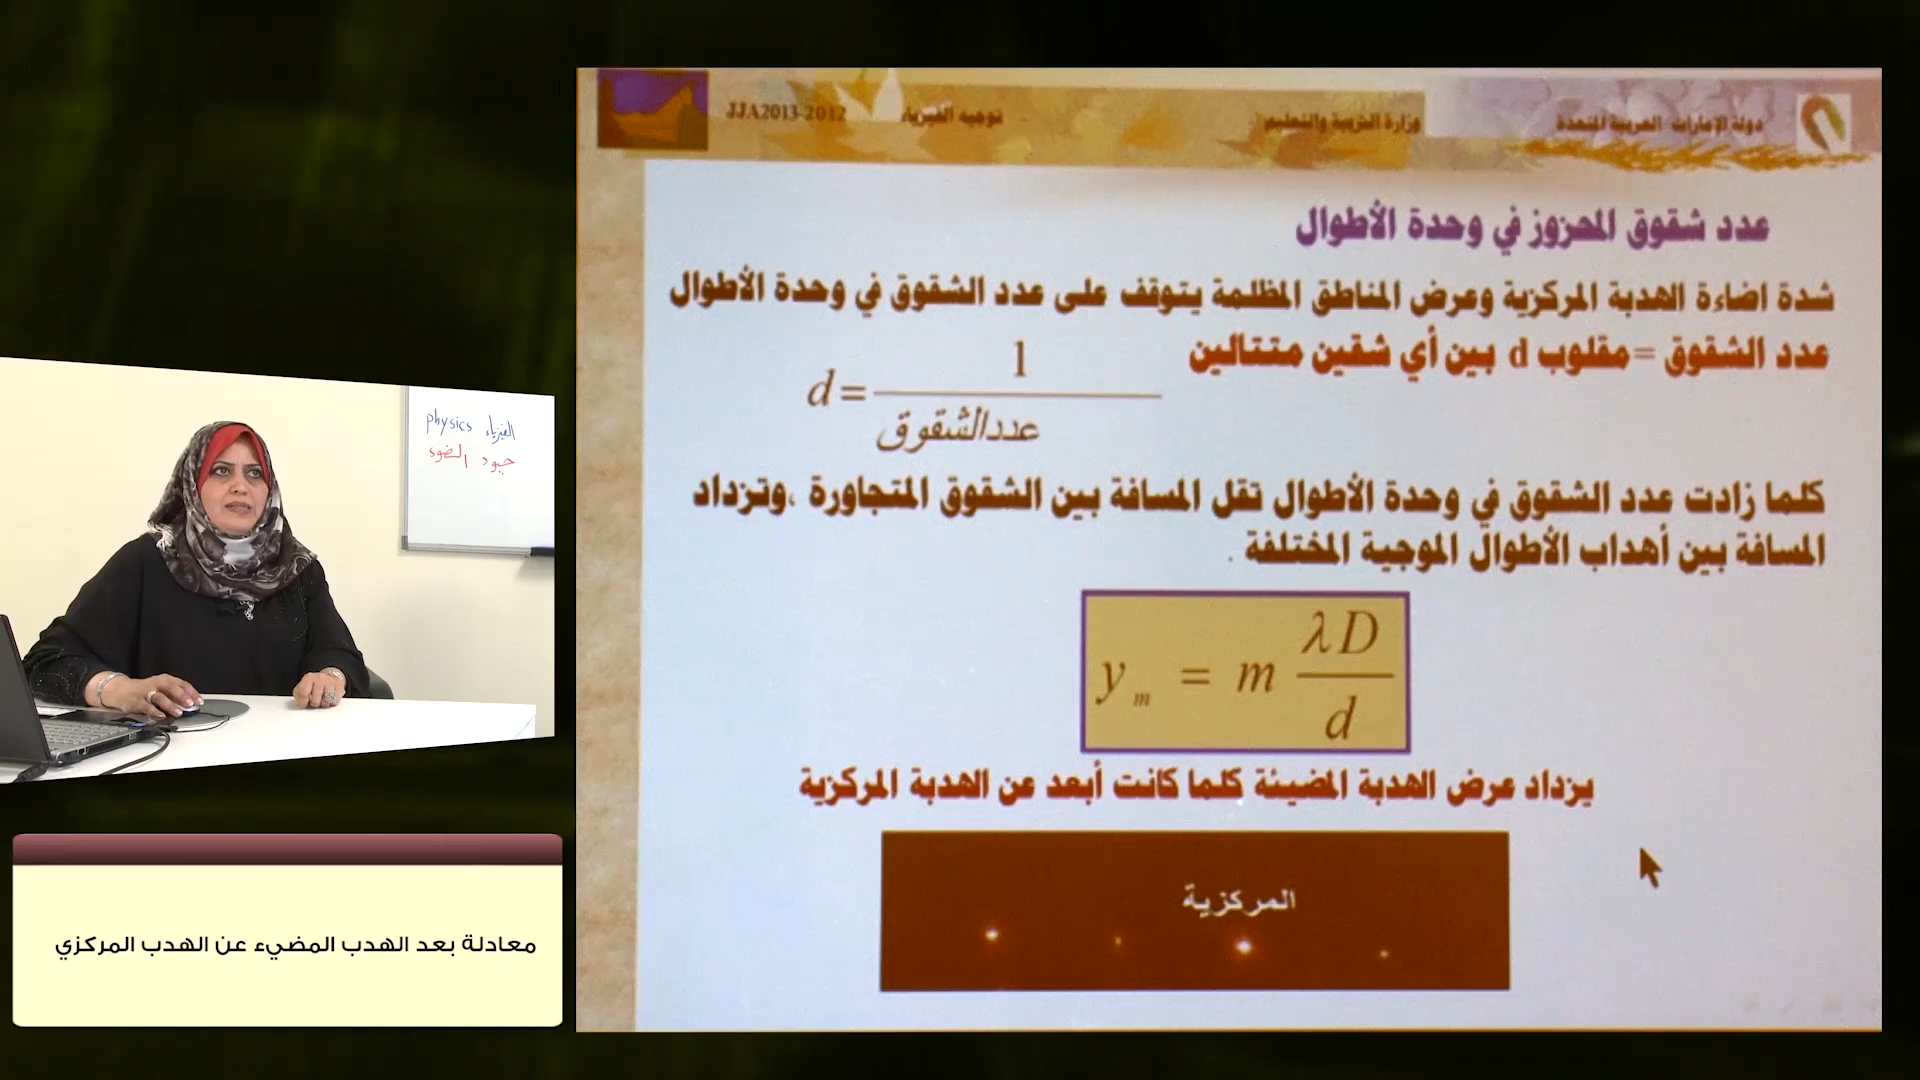 دولة الإمارات العربية المتحدة
وزارة التربية والتعليم
توجيه الفيزياء
JJA2013-2012
عدد شقوق المحزوز في وحدة الأطوال
شدة اضاءة الهدبة المركزية وعرض المناطق المظلمة يتوقف على عدد الشقوق في وحدة الأطوال
عدد الشقوق =مقلوب d بين أي شقين متتالين
d = 1 / عددالشقوق
كلما زادت عدد الشقوق في وحدة الأطوال تقل المسافة بين الشقوق المتجاورة ،وتزداد
المسافة بين أهداب الأطوال الموجية المختلفة .
y m = m λD / d
يزداد عرض الهدبة المضيئة كلما كانت أبعد عن الهدبة المركزية
المركزية
الفيزياء physics
حيود الضوء
معادلة بعد الهدب المضيء عن الهدب المركزي